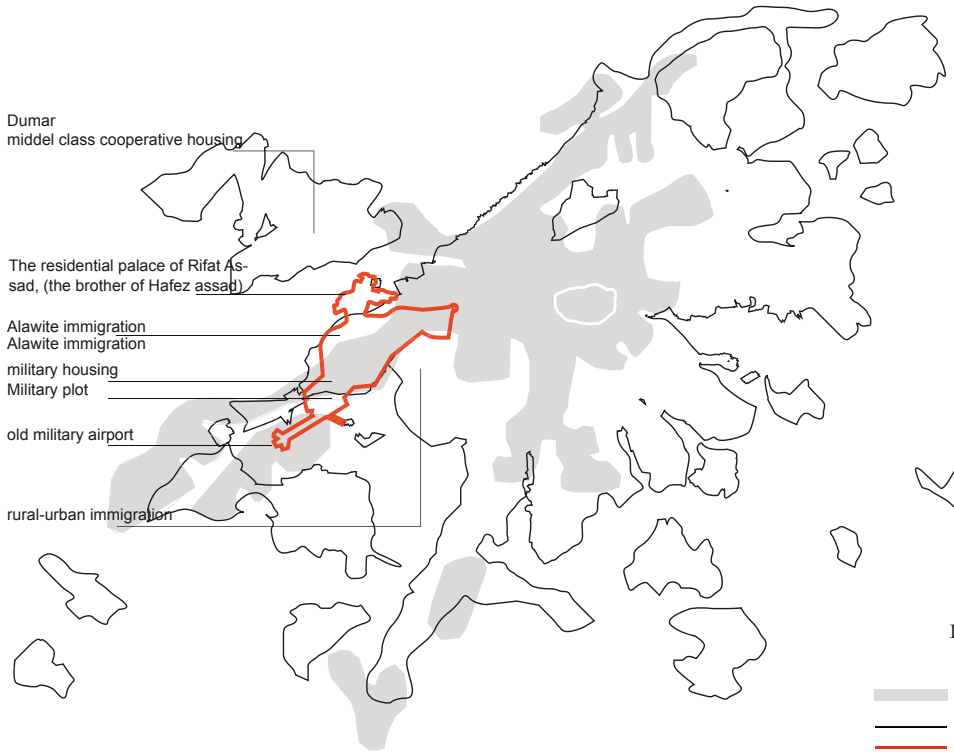 Dumar
middel class cooperative housing
The residential palace of Rifat As-
sad, (the brother of Hafez assad)
Alawite immigration
Alawite immigration
military housing
Military plot
old military airport
rural-urban immigration